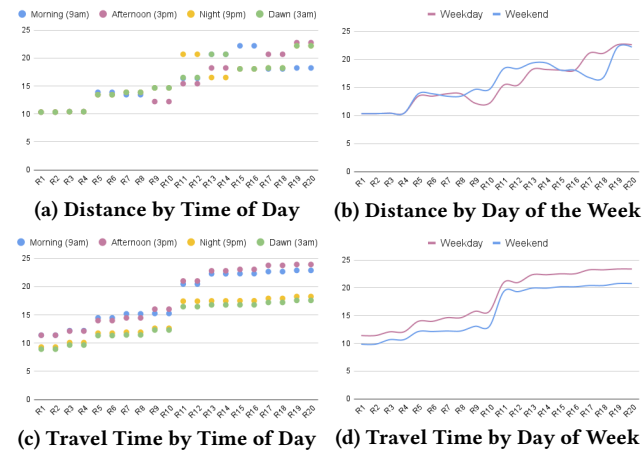 Morning (9am) Afternoon (3pm) Night (9pm) Dawn (3am)
25
20
15
10
5
0
R1 R2 R3 R4 R5 R6 R7 R8 R9 R10 R11 R12 R13 R14 R15 R16 R17 R18 R19 R20
(a) Distance by Time of Day
Weekday Weekend
25
20
15
10
5
0
R1 R2 R3 R4 R5 R6 R7 R8 R9 R10 R11 R12 R13 R14 R15 R16 R17 R18 R19 R20
(b) Distance by Day of the Week
Morning (9am) Afternoon (3pm) Night (9pm) Dawn (3am)
25
20
15
10
5
0
R1 R2 R3 R4 R5 R6 R7 R8 R9 R10 R11 R12 R13 R14 R15 R16 R17 R18 R19 R20
(c) Travel Time by Time of Day
Weekday Weekend
25
20
15
10
5
0
R1 R2 R3 R4 R5 R6 R7 R8 R9 R10 R11 R12 R13 R14 R15 R16 R17 R18 R19 R20
(d) Travel Time by Day of Week